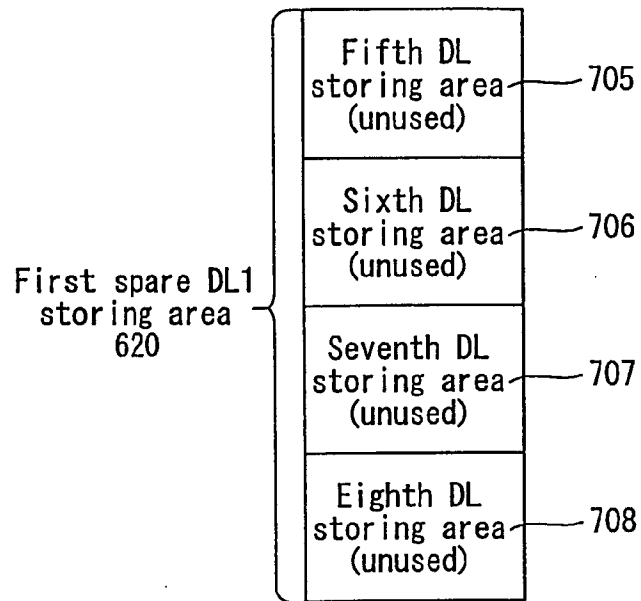 Fifth DL
storing area
(unused)
705
Sixth DL
storing area
(unused)
706
First spare DL1
storing area
620
Seventh DL
storing area
(unused)
707
Eighth DL
storing area
(unused)
708